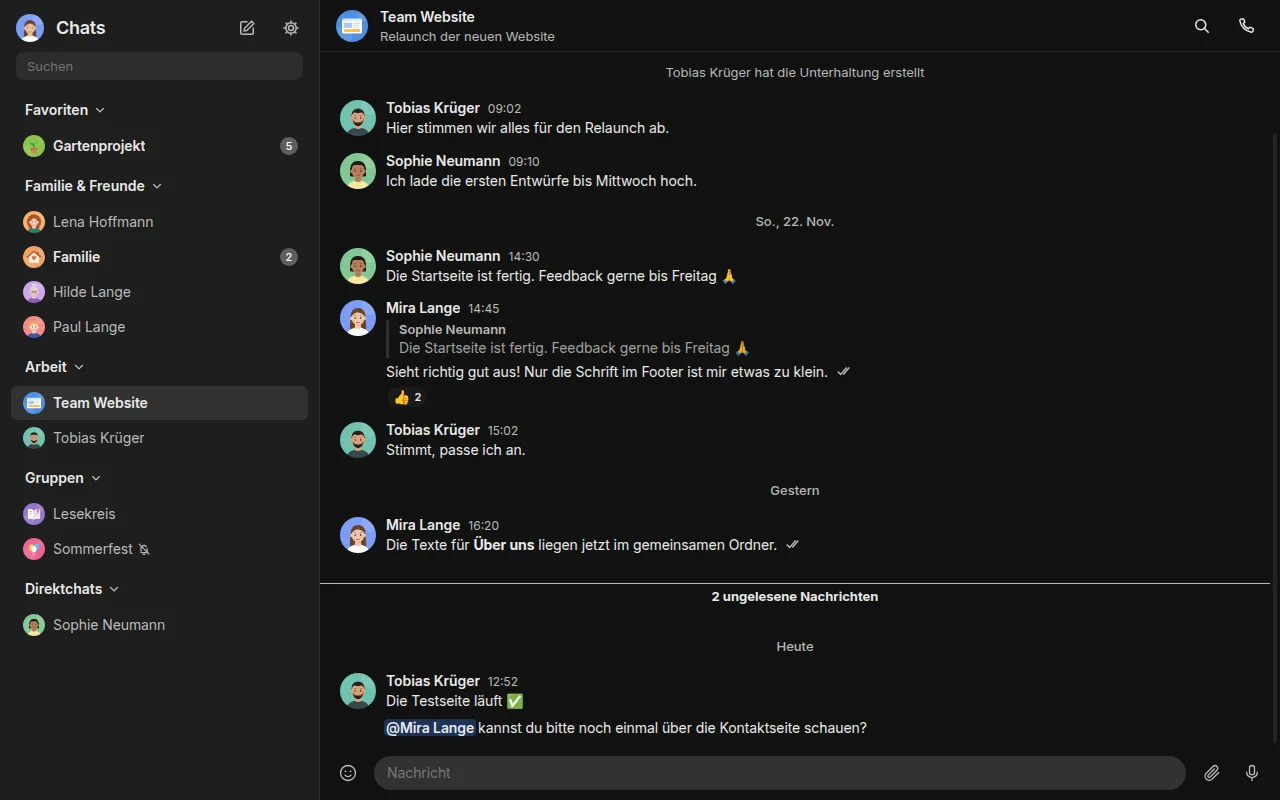 Chats
Suchen
Favoriten
Gartenprojekt 5
Familie & Freunde
Lena Hoffmann
Familie 2
Hilde Lange
Paul Lange
Arbeit
Team Website
Tobias Krüger
Gruppen
Lesekreis
Sommerfest
Direktchats
Sophie Neumann
Team Website
Relaunch der neuen Website
Tobias Krüger hat die Unterhaltung erstellt
Tobias Krüger 09:02
Hier stimmen wir alles für den Relaunch ab.
Sophie Neumann 09:10
Ich lade die ersten Entwürfe bis Mittwoch hoch.
So., 22. Nov.
Sophie Neumann 14:30
Die Startseite ist fertig. Feedback gerne bis Freitag 🙏
Mira Lange 14:45
Sophie Neumann
Die Startseite ist fertig. Feedback gerne bis Freitag 🙏
Sieht richtig gut aus! Nur die Schrift im Footer ist mir etwas zu klein.
👍 2
Tobias Krüger 15:02
Stimmt, passe ich an.
Gestern
Mira Lange 16:20
Die Texte für Über uns liegen jetzt im gemeinsamen Ordner.
2 ungelesene Nachrichten
Heute
Tobias Krüger 12:52
Die Testseite läuft ✅
@Mira Lange kannst du bitte noch einmal über die Kontaktseite schauen?
Nachricht